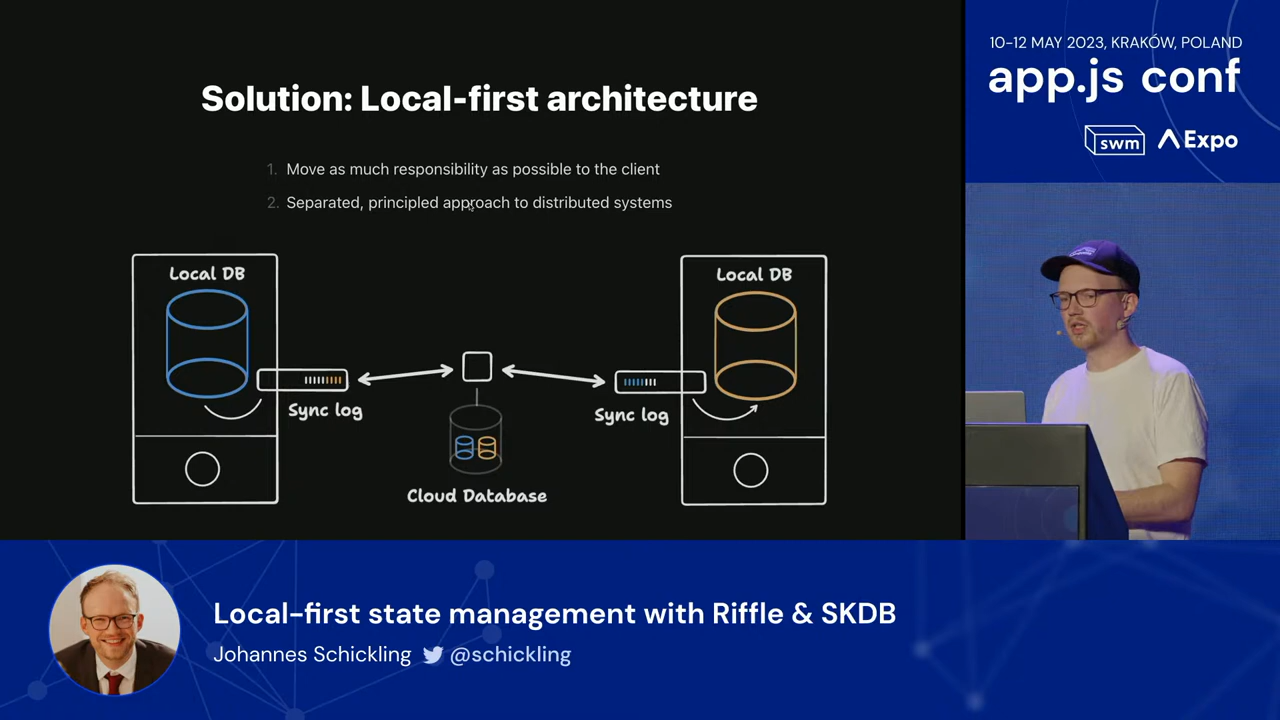 Solution: Local-first architecture
1. Move as much responsibility as possible to the client
2. Separated, principled approach to distributed systems
Local DB
Sync log
Cloud Database
Local DB
Sync log
10-12 MAY 2023, KRAKÓW, POLAND
app.js conf
swm
Expo
Local-first state management with Riffle & SKDB
Johannes Schickling @schickling